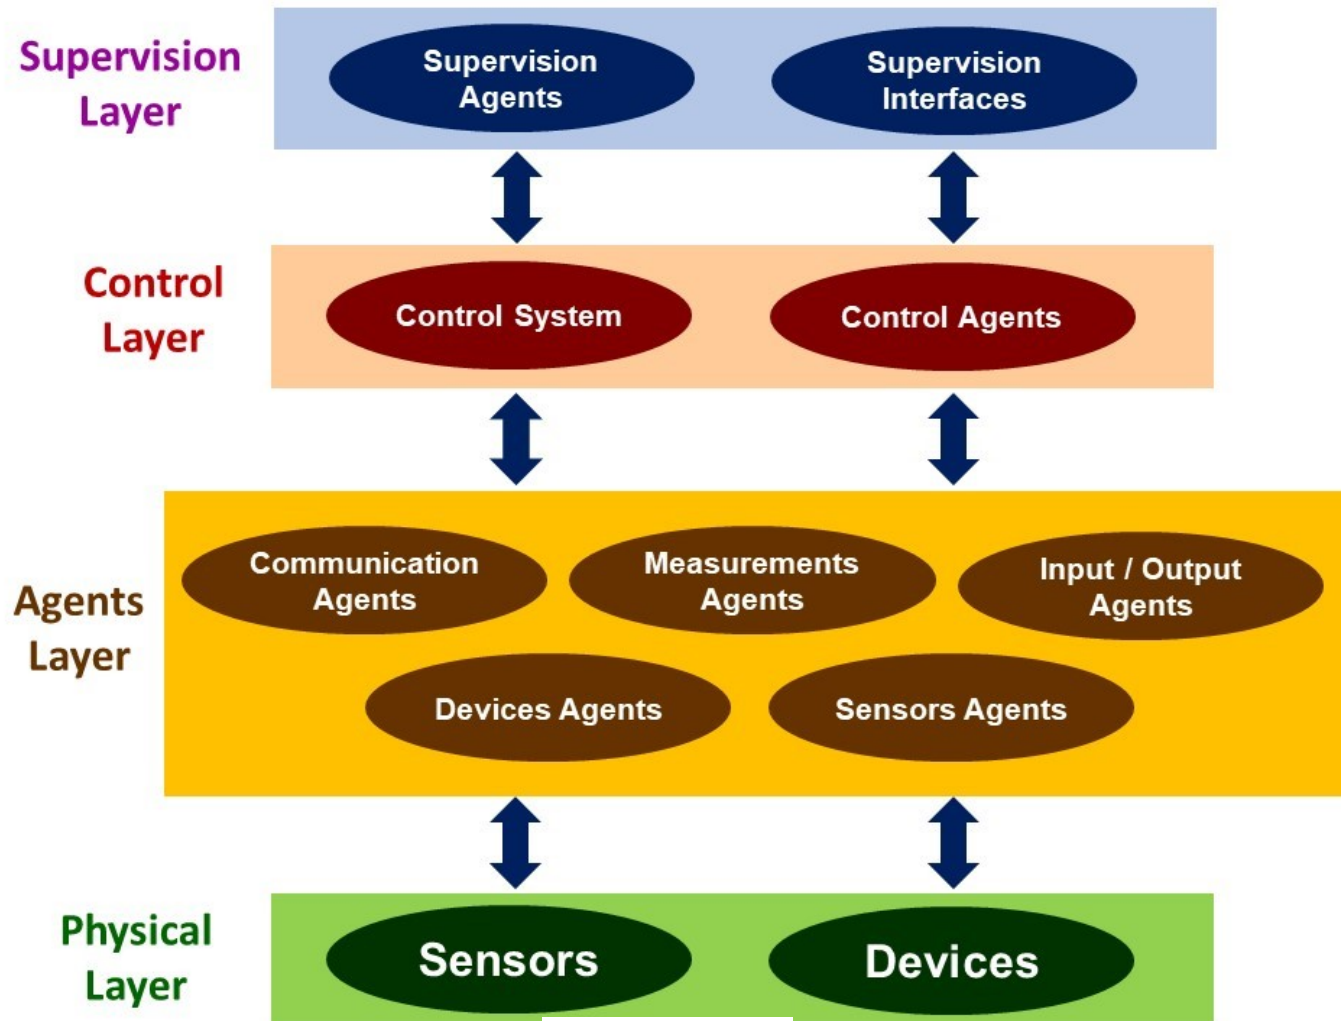 Supervision
Layer
Supervision
Agents
Supervision
Interfaces
Control
Layer
Control System
Control Agents
Agents
Layer
Communication
Agents
Measurements
Agents
Input / Output
Agents
Devices Agents
Sensors Agents
Physical
Layer
Sensors
Devices